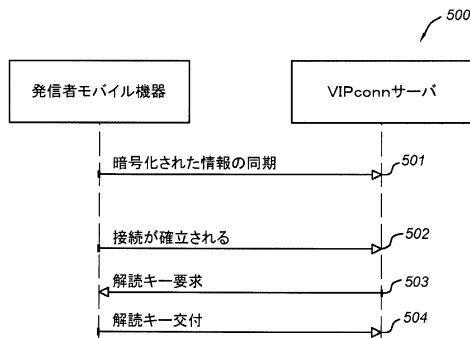 500
発信者モバイル機器
VIPconnサーバ
暗号化された情報の同期
501
接続が確立される
502
解読キー要求
503
解読キー交付
504